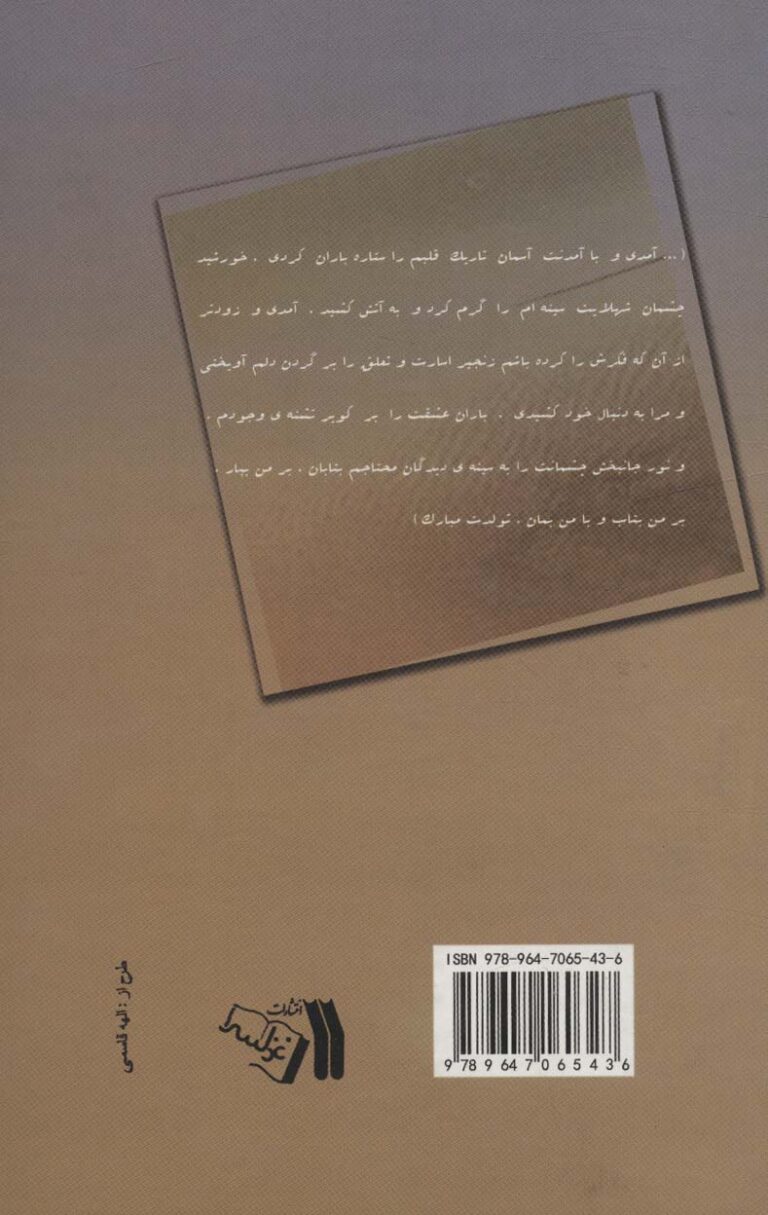 (... آمدی و با آمدنت آسمان تاریک قلبم را ستاره باران کردی . خورشید
چشمان شهلایت سینه ام را گرم کرد و به آتش کشید . آمدی و زودتر
از آن که فکرش را کرده باشم زنجیر اسارت و تعلق را بر گردن دلم آویختی
و مرا به دنبال خود کشیدی . باران عشقت را بر کویر تشنه ی وجودم .
و نور جانبخش چشمانت را به سینه ی دیدگان محتاجم بتابان . بر من ببار .
بر من بتاب و با من بمان . تولدت مبارک)
ISBN 978-964-7065-43-6
9 789647 065436
انتشارات
طرح از : الهه قاسمی